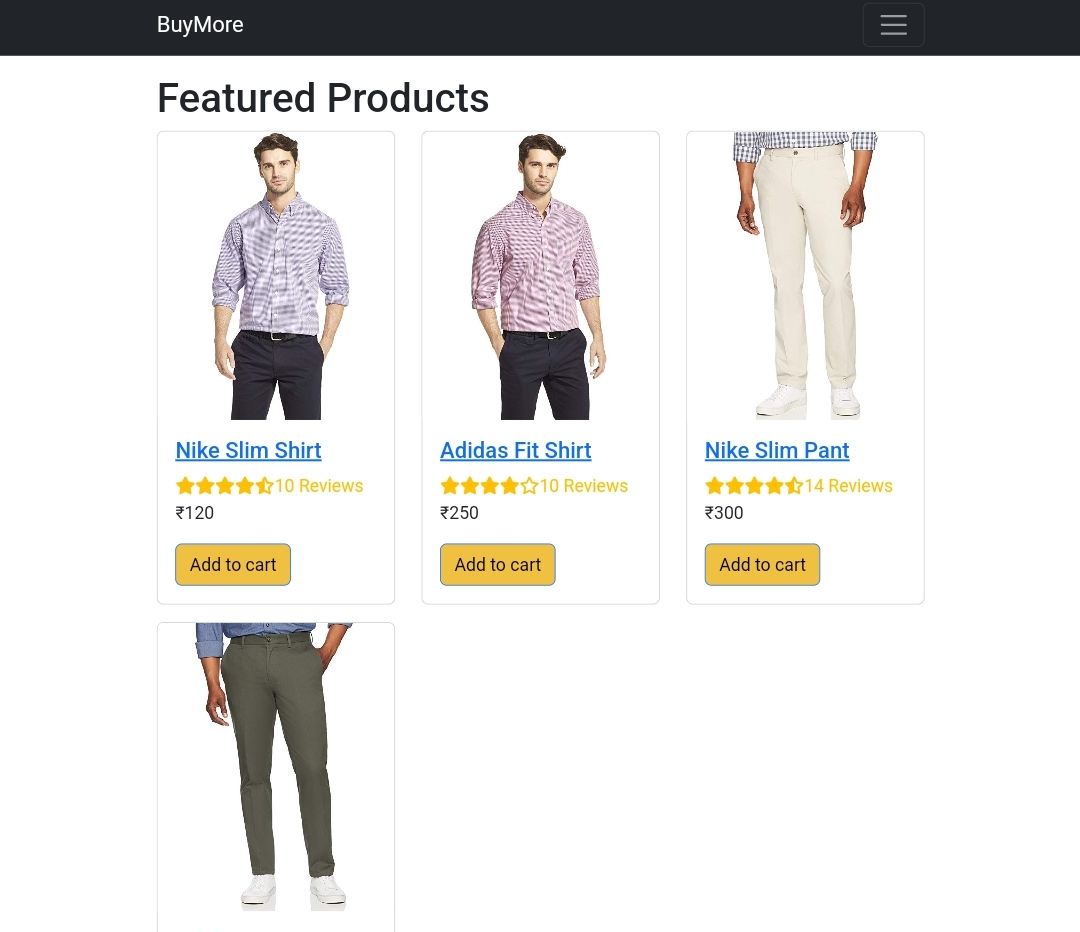 BuyMore
Featured Products
Nike Slim Shirt
10 Reviews
₹120
Add to cart
Adidas Fit Shirt
10 Reviews
₹250
Add to cart
Nike Slim Pant
14 Reviews
₹300
Add to cart